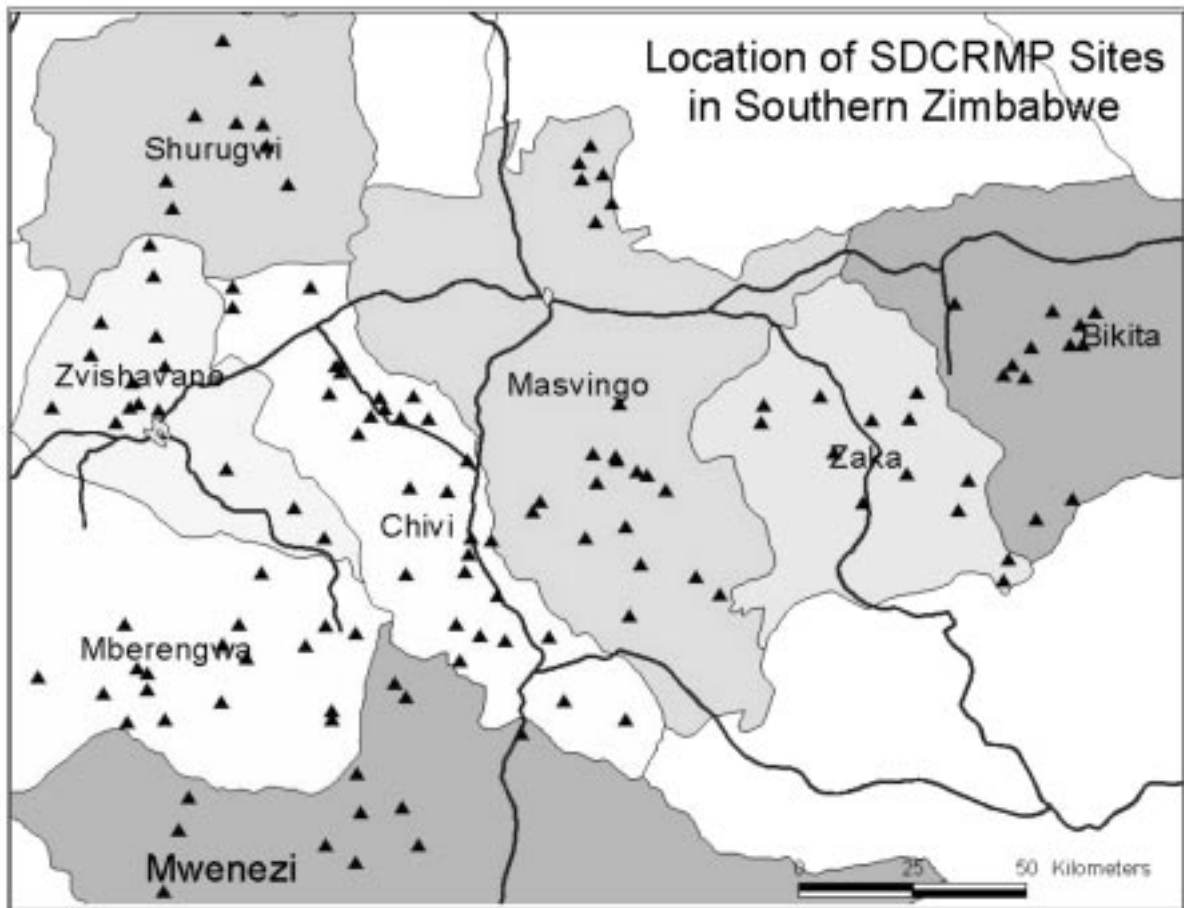 Location of SDCRMP Sites
in Southern Zimbabwe
Shurugwi
Zvishavane
Masvingo
Bikita
Zaka
Chivi
Mberengwa
Mwenezi
0 25 50 Kilometers